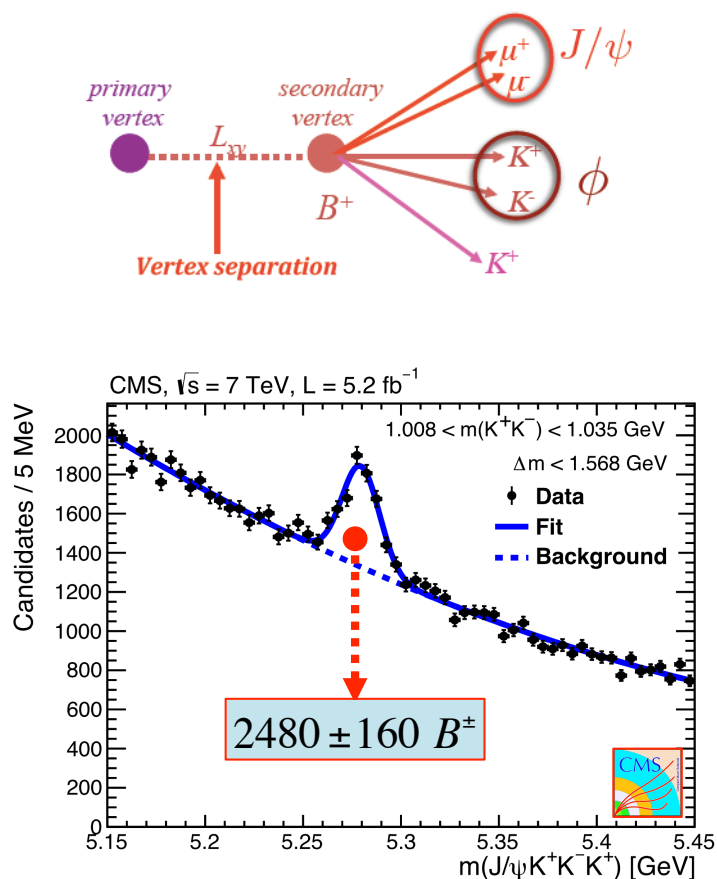 primary
vertex
secondary
vertex
L_xy
B⁺
μ⁺
μ⁻
J/ψ
K⁺
K⁻
ϕ
K⁺
Vertex separation
CMS, √s = 7 TeV, L = 5.2 fb⁻¹
1.008 < m(K⁺K⁻) < 1.035 GeV
Δm < 1.568 GeV
Data
Fit
Background
Candidates / 5 MeV
2000
1800
1600
1400
1200
1000
800
600
400
200
0
2480 ± 160 B±
CMS
5.15
5.2
5.25
5.3
5.35
5.4
5.45
m(J/ψK⁺K⁻K⁺) [GeV]